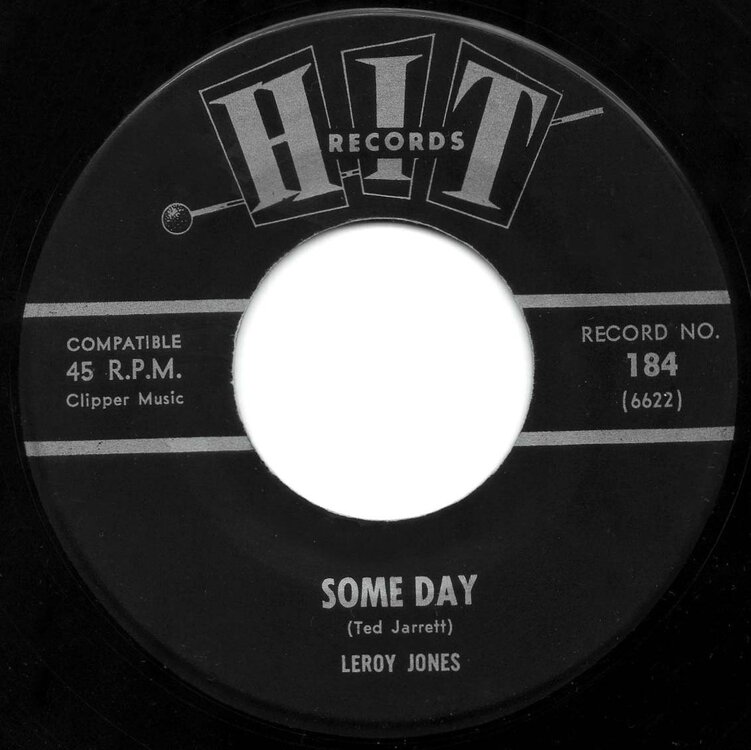 HIT
RECORDS
COMPATIBLE
45 R.P.M.
Clipper Music
RECORD NO.
184
(6622)
SOME DAY
(Ted Jarrett)
LEROY JONES